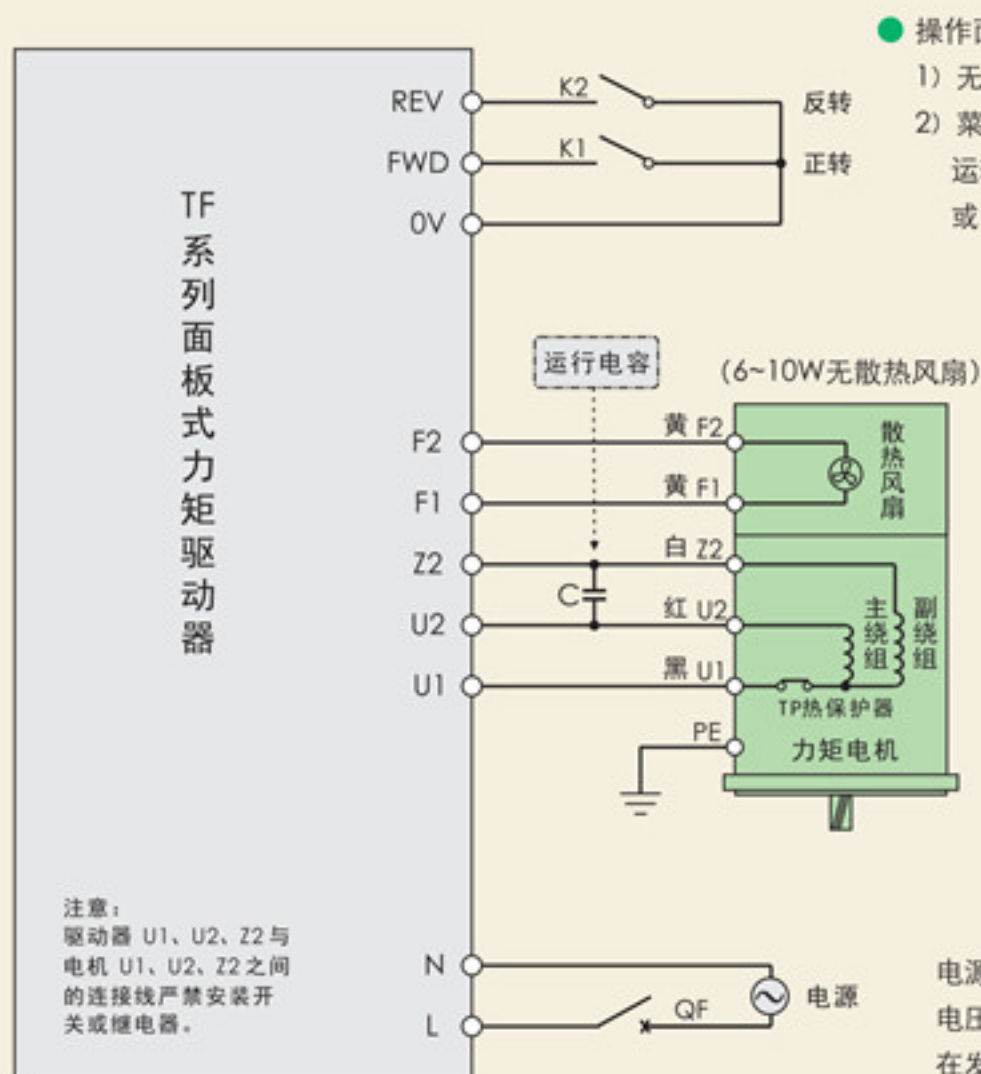 ● 操作面
1）无
2）菜
运
或
REV
K2
反转
FWD
K1
正转
0V
TF系列面板式力矩驱动器
运行电容
(6~10W无散热风扇)
F2
黄 F2
散热风扇
F1
黄 F1
Z2
白 Z2
C
U2
红 U2
主绕组
副绕组
U1
黑 U1
TP热保护器
PE
力矩电机
注意：
驱动器 U1、U2、Z2与
电机 U1、U2、Z2之间
的连接线严禁安装开
关或继电器。
N
L
QF
电源
电源
电压
在发